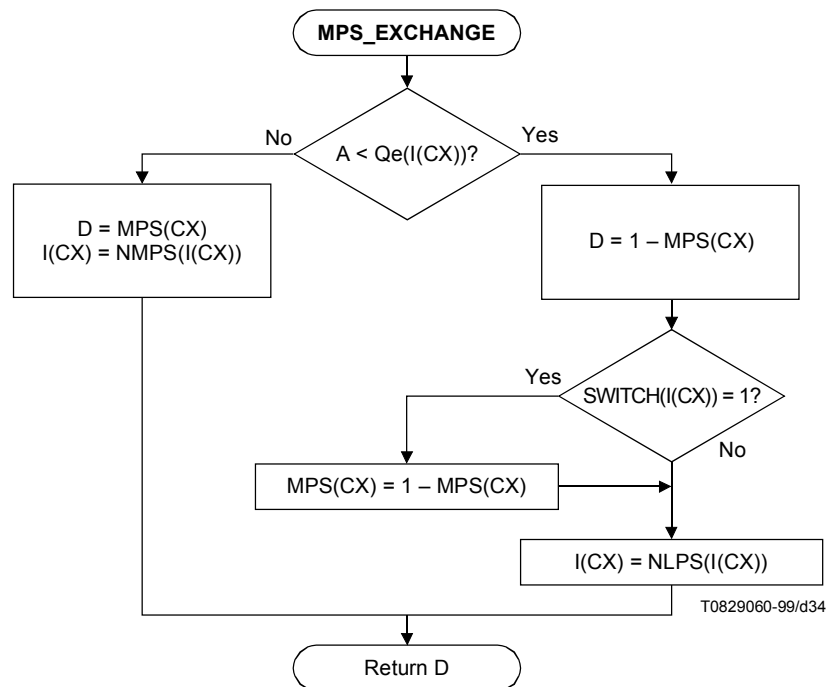 MPS_EXCHANGE
A < Qe(I(CX))?
No
Yes
D = MPS(CX)
I(CX) = NMPS(I(CX))
D = 1 – MPS(CX)
SWITCH(I(CX)) = 1?
Yes
No
MPS(CX) = 1 – MPS(CX)
I(CX) = NLPS(I(CX))
T0829060-99/d34
Return D